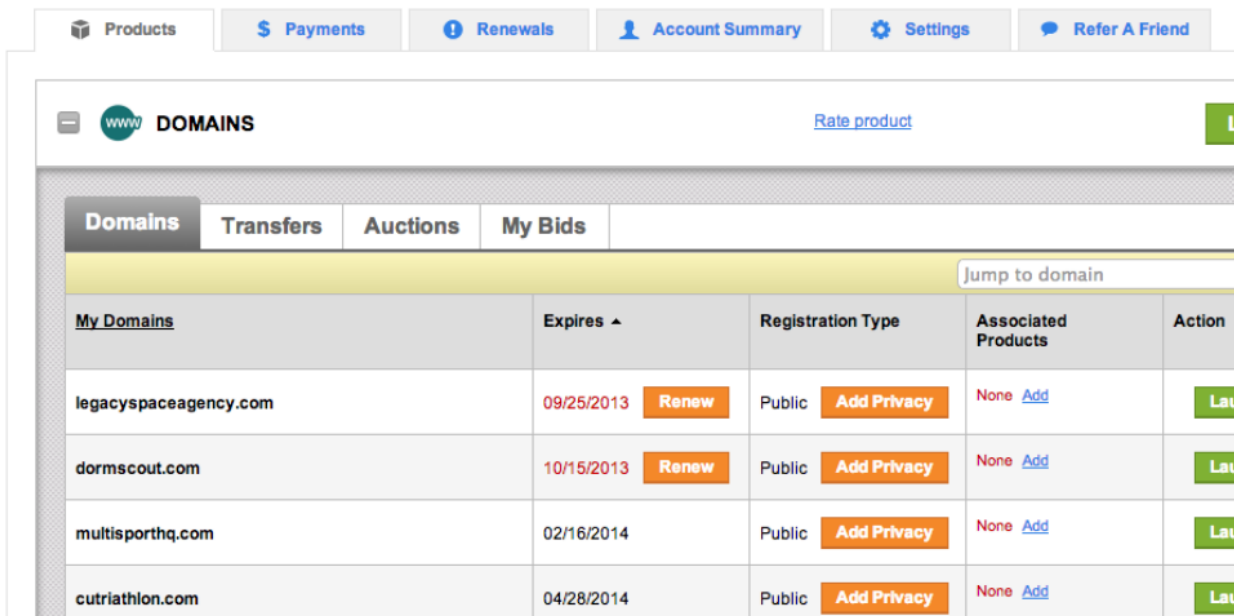 Products $ Payments Renewals Account Summary Settings Refer A Friend
www DOMAINS Rate product
Domains Transfers Auctions My Bids
Jump to domain
My Domains Expires Registration Type Associated Products Action
legacyspaceagency.com 09/25/2013 Renew Public Add Privacy None Add
dormscout.com 10/15/2013 Renew Public Add Privacy None Add
multisporthq.com 02/16/2014 Public Add Privacy None Add
cutriathlon.com 04/28/2014 Public Add Privacy None Add